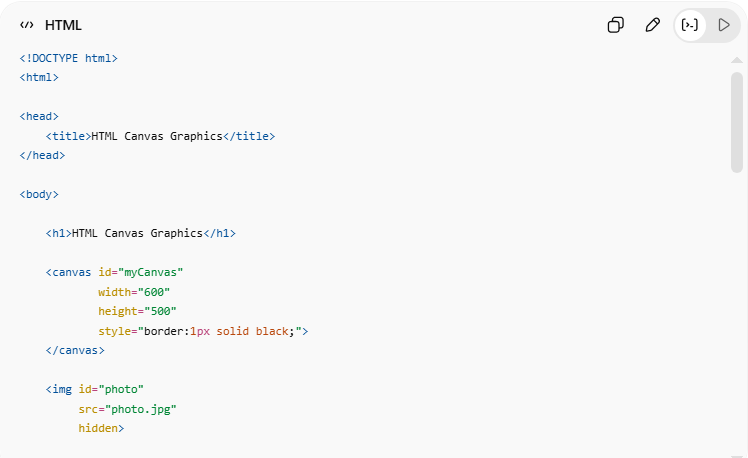 HTML
<!DOCTYPE html>
<html>
<head>
    <title>HTML Canvas Graphics</title>
</head>
<body>
    <h1>HTML Canvas Graphics</h1>
    <canvas id="myCanvas"
            width="600"
            height="500"
            style="border:1px solid black;">
    </canvas>
    <img id="photo"
         src="photo.jpg"
         hidden>